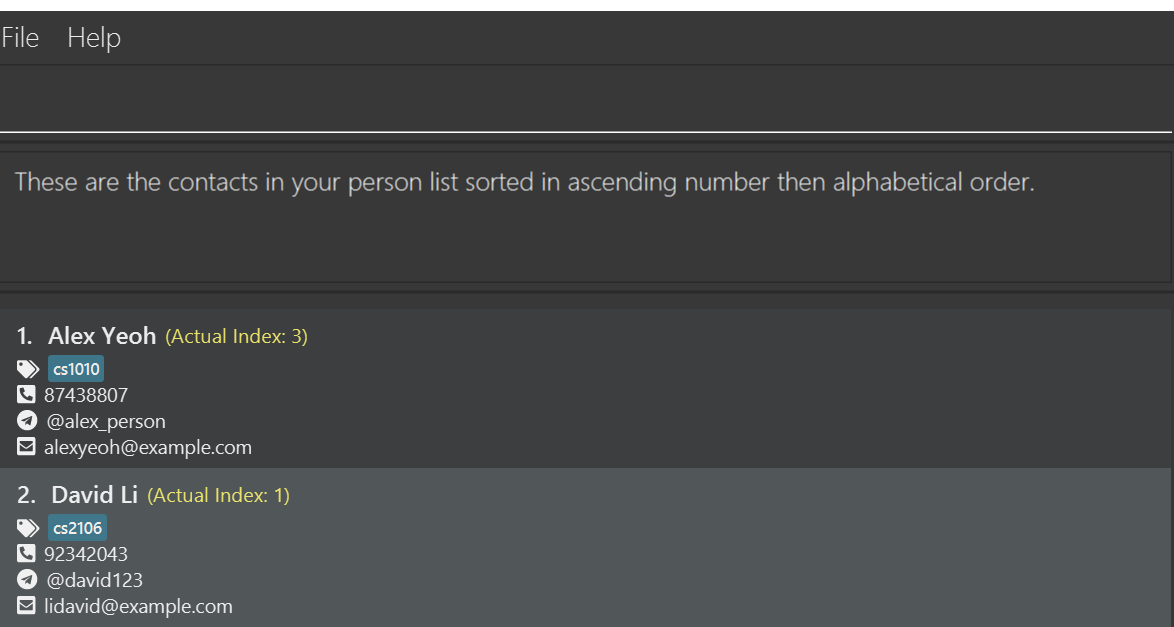 File Help
These are the contacts in your person list sorted in ascending number then alphabetical order.
1. Alex Yeoh (Actual Index: 3)
cs1010
87438807
@alex_person
alexyeoh@example.com
2. David Li (Actual Index: 1)
cs2106
92342043
@david123
lidavid@example.com